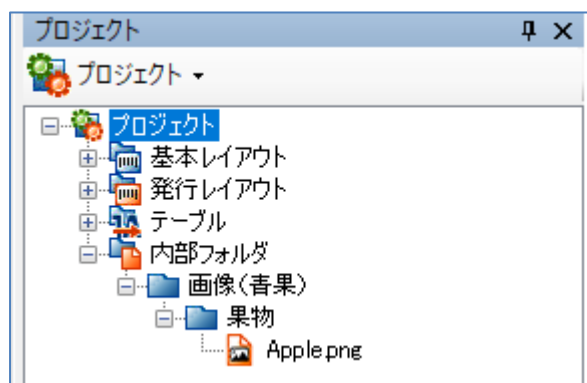 プロジェクト
プロジェクト
プロジェクト
基本レイアウト
発行レイアウト
テーブル
内部フォルダ
画像(青果)
果物
Apple.png